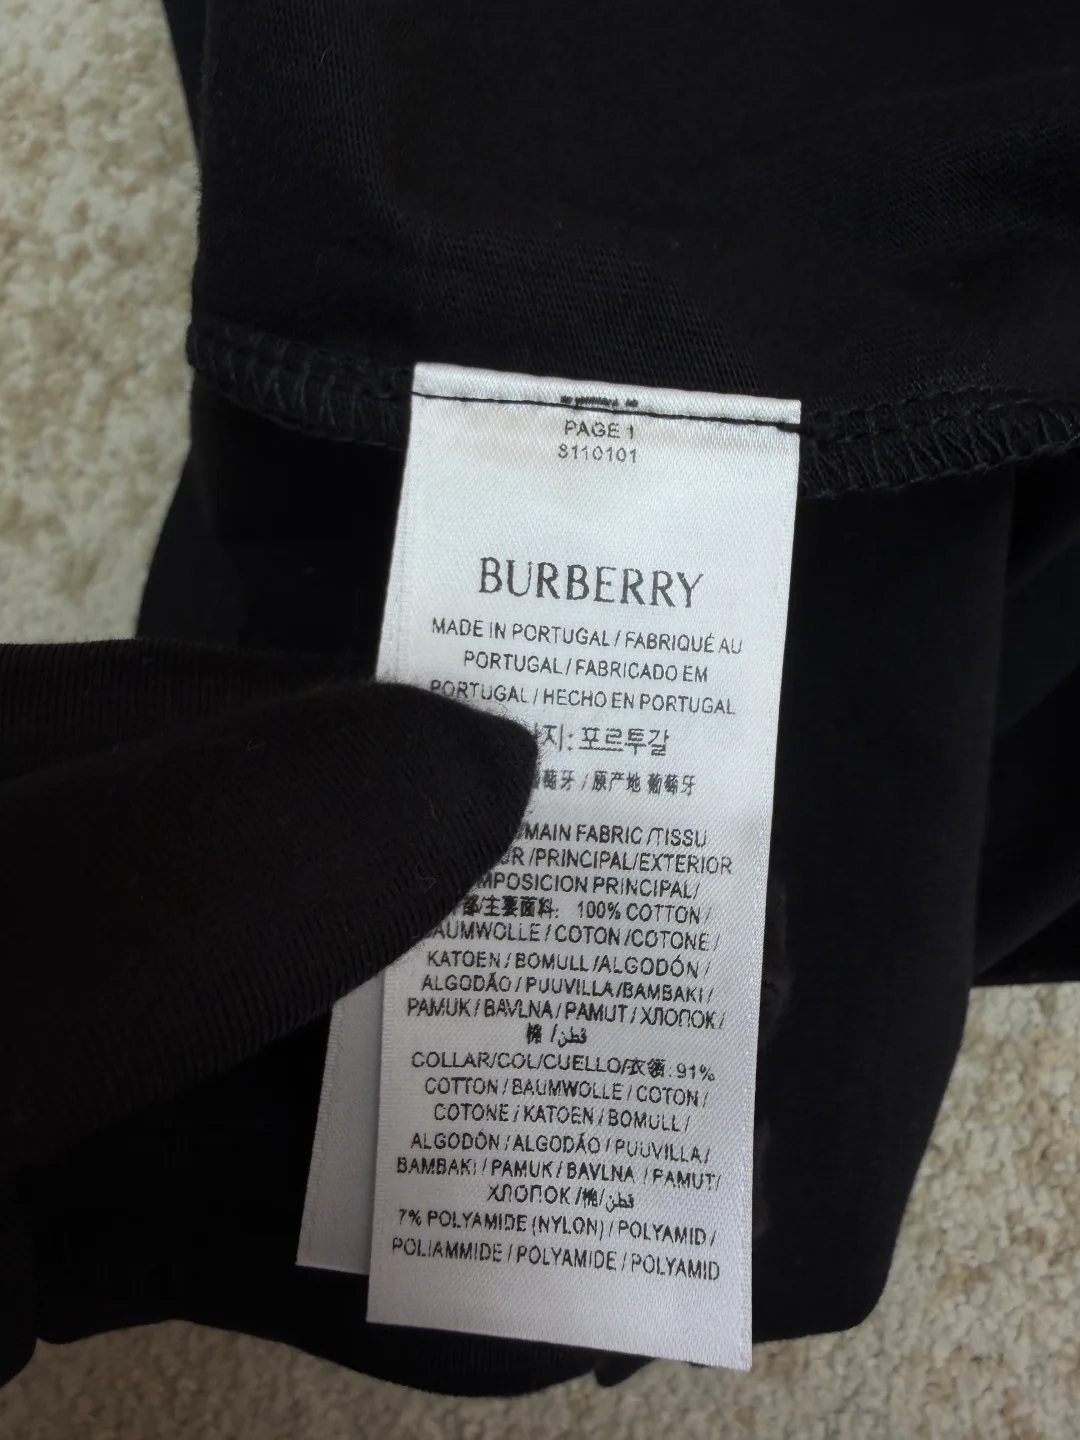 PAGE 1
8110101
BURBERRY
MADE IN PORTUGAL / FABRIQUÉ AU
PORTUGAL / FABRICADO EM
PORTUGAL / HECHO EN PORTUGAL
지: 포르투갈
萄牙 / 原产地 葡萄牙
MAIN FABRIC /TISSU
/PRINCIPAL/EXTERIOR
PRINCIPAL/
/主要面料: 100% COTTON /
BAUMWOLLE / COTON /COTONE /
KATOEN / BOMULL /ALGODÓN /
ALGODÃO / PUUVILLA /BAMBAKI /
PAMUK / BAVLNA / PAMUT / ХЛОПОК /
棉 /قطن
COLLAR/COL/CUELLO/衣領: 91%
COTTON / BAUMWOLLE / COTON /
COTONE / KATOEN / BOMULL /
ALGODÓN / ALGODÃO / PUUVILLA /
BAMBAKI / PAMUK / BAVLNA / PAMUT/
ХЛОПОК /棉/قطن
7% POLYAMIDE (NYLON) / POLYAMID /
POLIAMMIDE / POLYAMIDE / POLYAMID